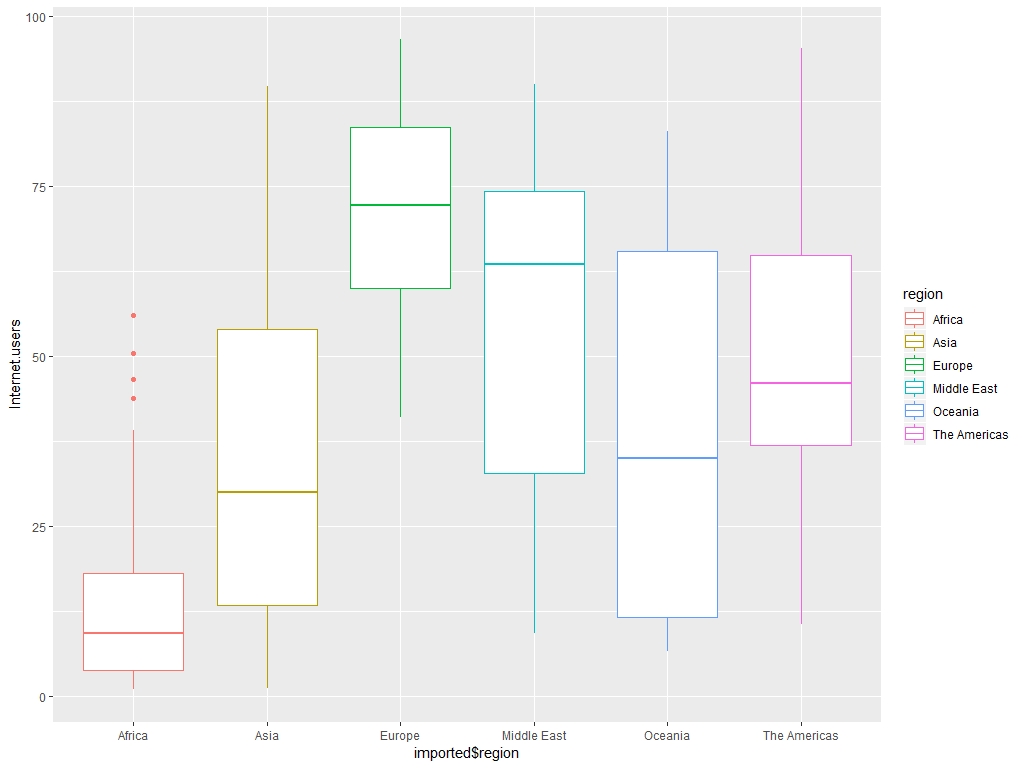 100
75
50
25
0
Internet.users
Africa
Asia
Europe
Middle East
Oceania
The Americas
imported$region
region
Africa
Asia
Europe
Middle East
Oceania
The Americas